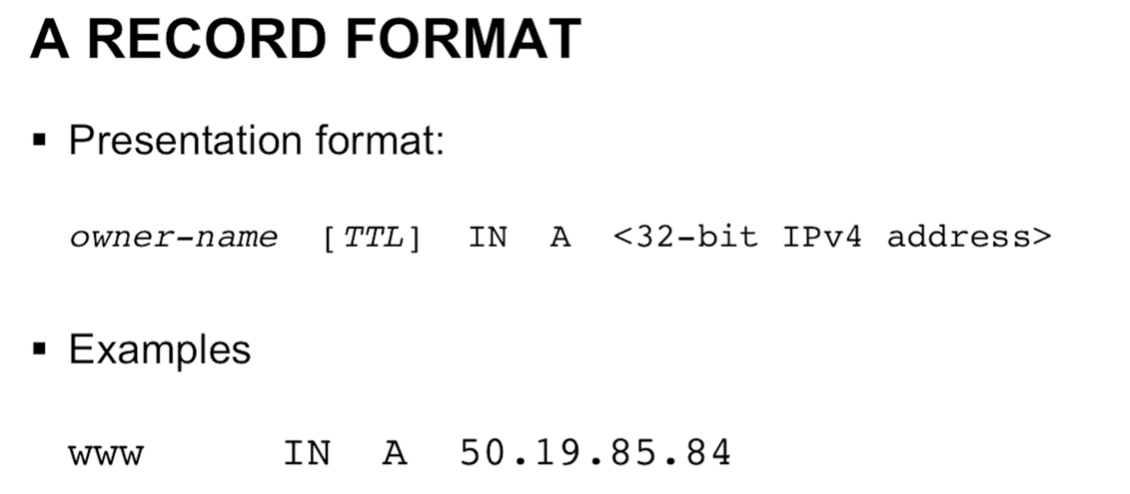 A RECORD FORMAT
▪ Presentation format:
owner-name [TTL] IN A <32-bit IPv4 address>
▪ Examples
www IN A 50.19.85.84